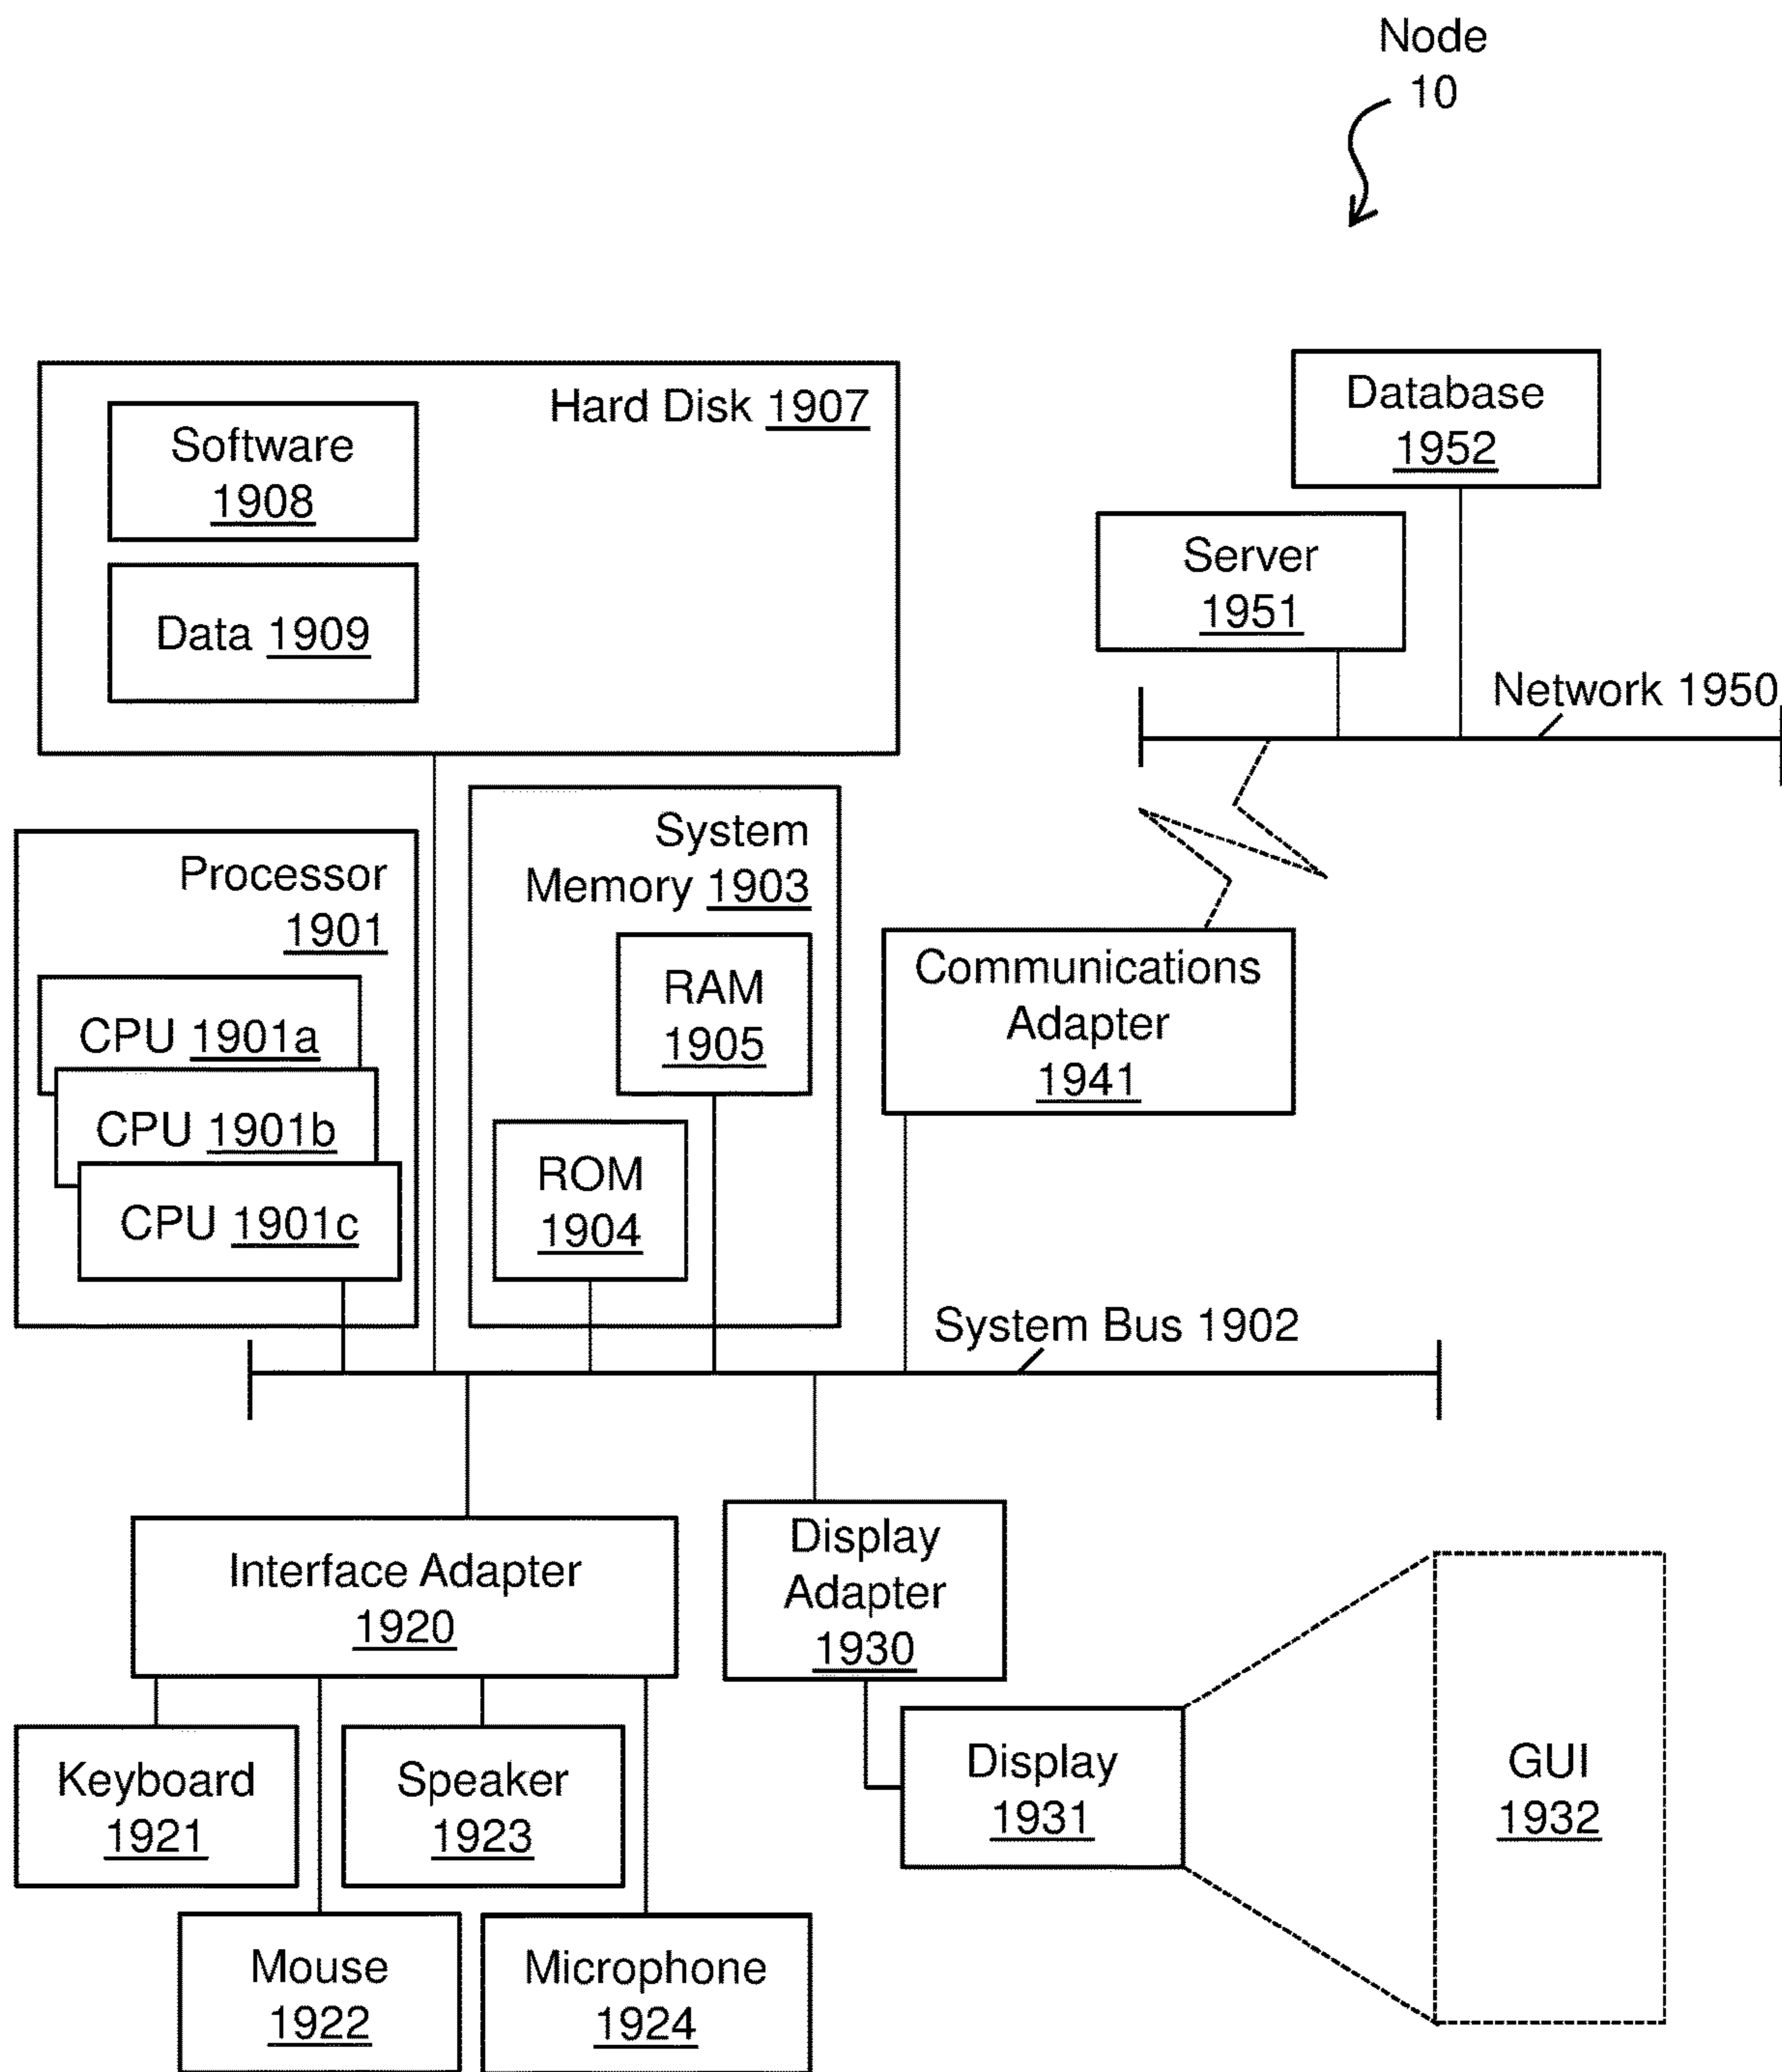 Node
10
Hard Disk 1907
Software
1908
Data 1909
Database
1952
Server
1951
Network 1950
Processor
1901
CPU 1901a
CPU 1901b
CPU 1901c
System
Memory 1903
RAM
1905
ROM
1904
Communications
Adapter
1941
System Bus 1902
Interface Adapter
1920
Display
Adapter
1930
Keyboard
1921
Speaker
1923
Mouse
1922
Microphone
1924
Display
1931
GUI
1932